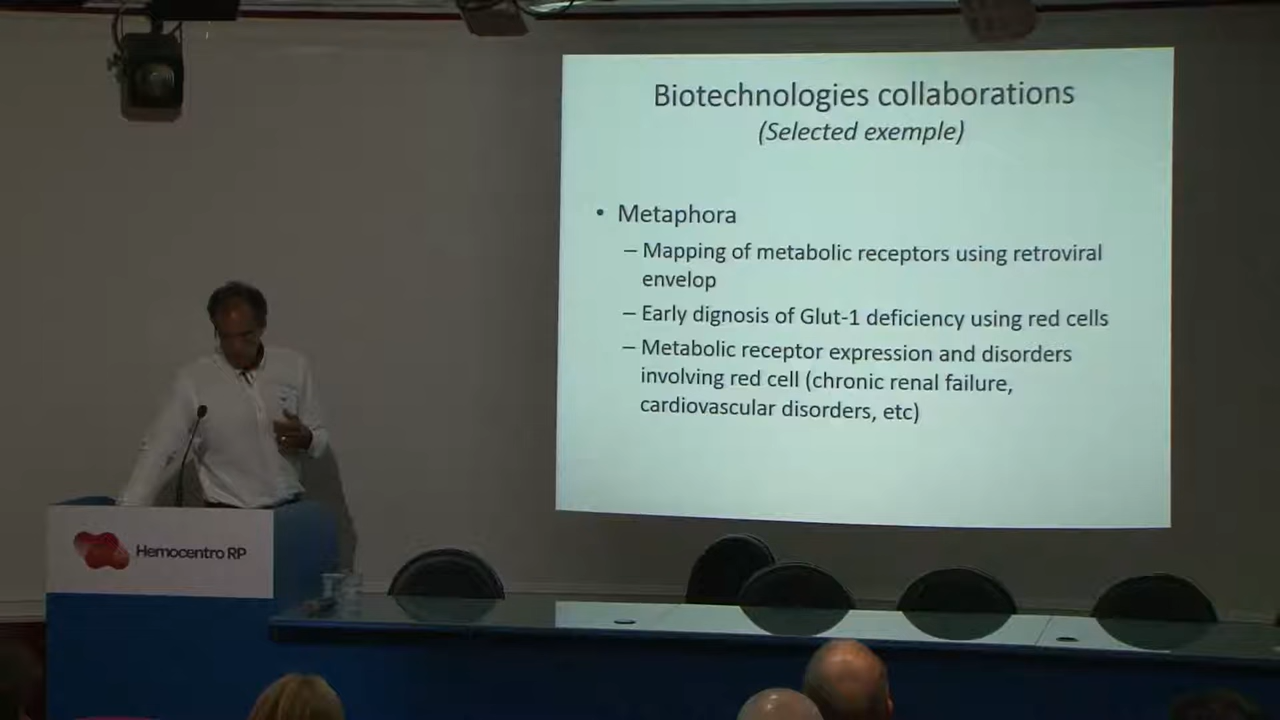 Biotechnologies collaborations
(Selected exemple)
• Metaphora
– Mapping of metabolic receptors using retroviral
envelop
– Early dignosis of Glut-1 deficiency using red cells
– Metabolic receptor expression and disorders
involving red cell (chronic renal failure,
cardiovascular disorders, etc)
Hemocentro RP